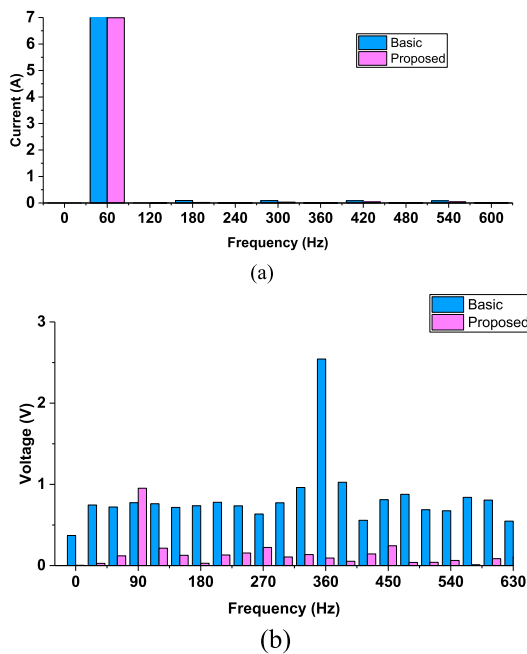 7
6
5
4
3
2
1
0
Current (A)
Basic
Proposed
0 60 120 180 240 300 360 420 480 540 600
Frequency (Hz)
(a)
Basic
Proposed
3
2
1
0
Voltage (V)
0 90 180 270 360 450 540 630
Frequency (Hz)
(b)